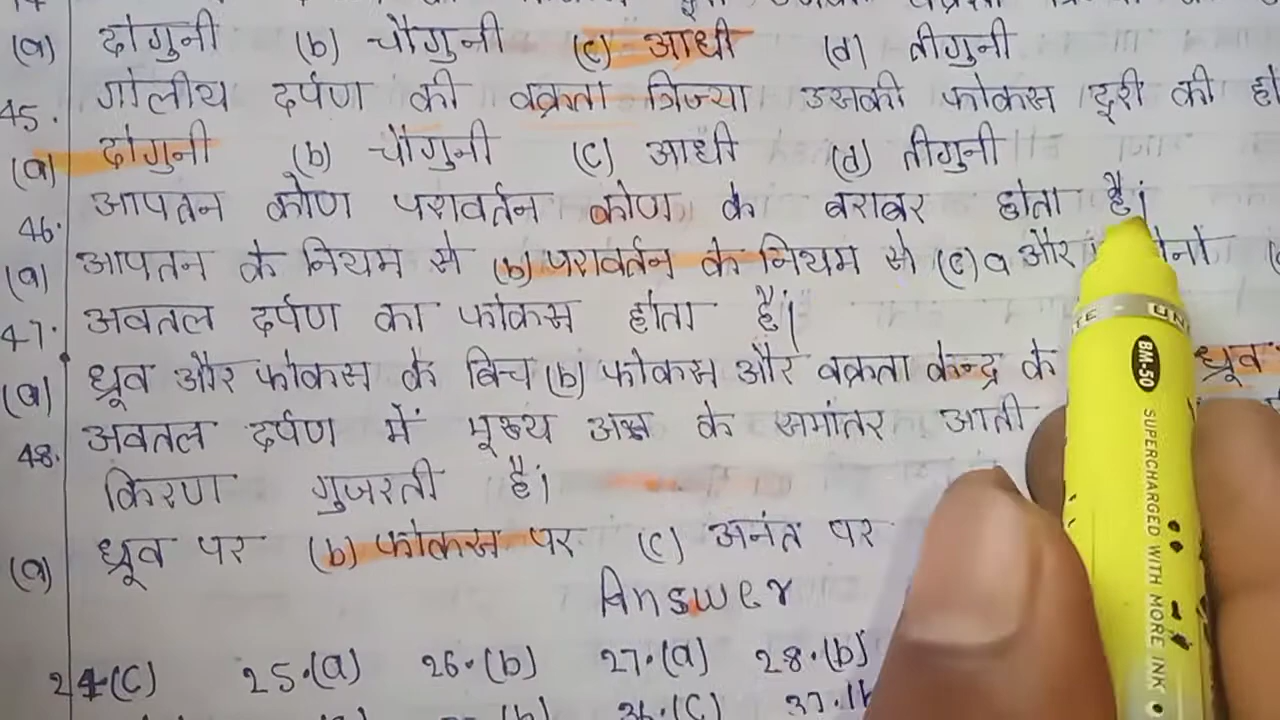 (a) दोगुनी (b) चौगुनी (c) आधी (d) तीगुनी
45. गोलीय दर्पण की वक्रता त्रिज्या उसकी फोकस दूरी की
(a) दोगुनी (b) चौगुनी (c) आधी (d) तीगुनी
46. आपतन कोण परावर्तन कोण के बराबर होता है।
(a) आपतन के नियम से (b) परावर्तन के नियम से (c) a और
47. अवतल दर्पण का फोकस होता है।
(a) ध्रूव और फोकस के बिच (b) फोकस और वक्रता केन्द्र के ध्रूव
48. अवतल दर्पण में मूख्य अक्ष के समांतर आती
किरण गुजरती है।
(a) ध्रूव पर (b) फोकस पर (c) अनंत पर
Answer
24(C) 25.(a) 26.(b) 27.(a) 28.(b)
(b) 36.(C) 37.
UNI
BM-50
SUPERCHARGED WITH MORE INK